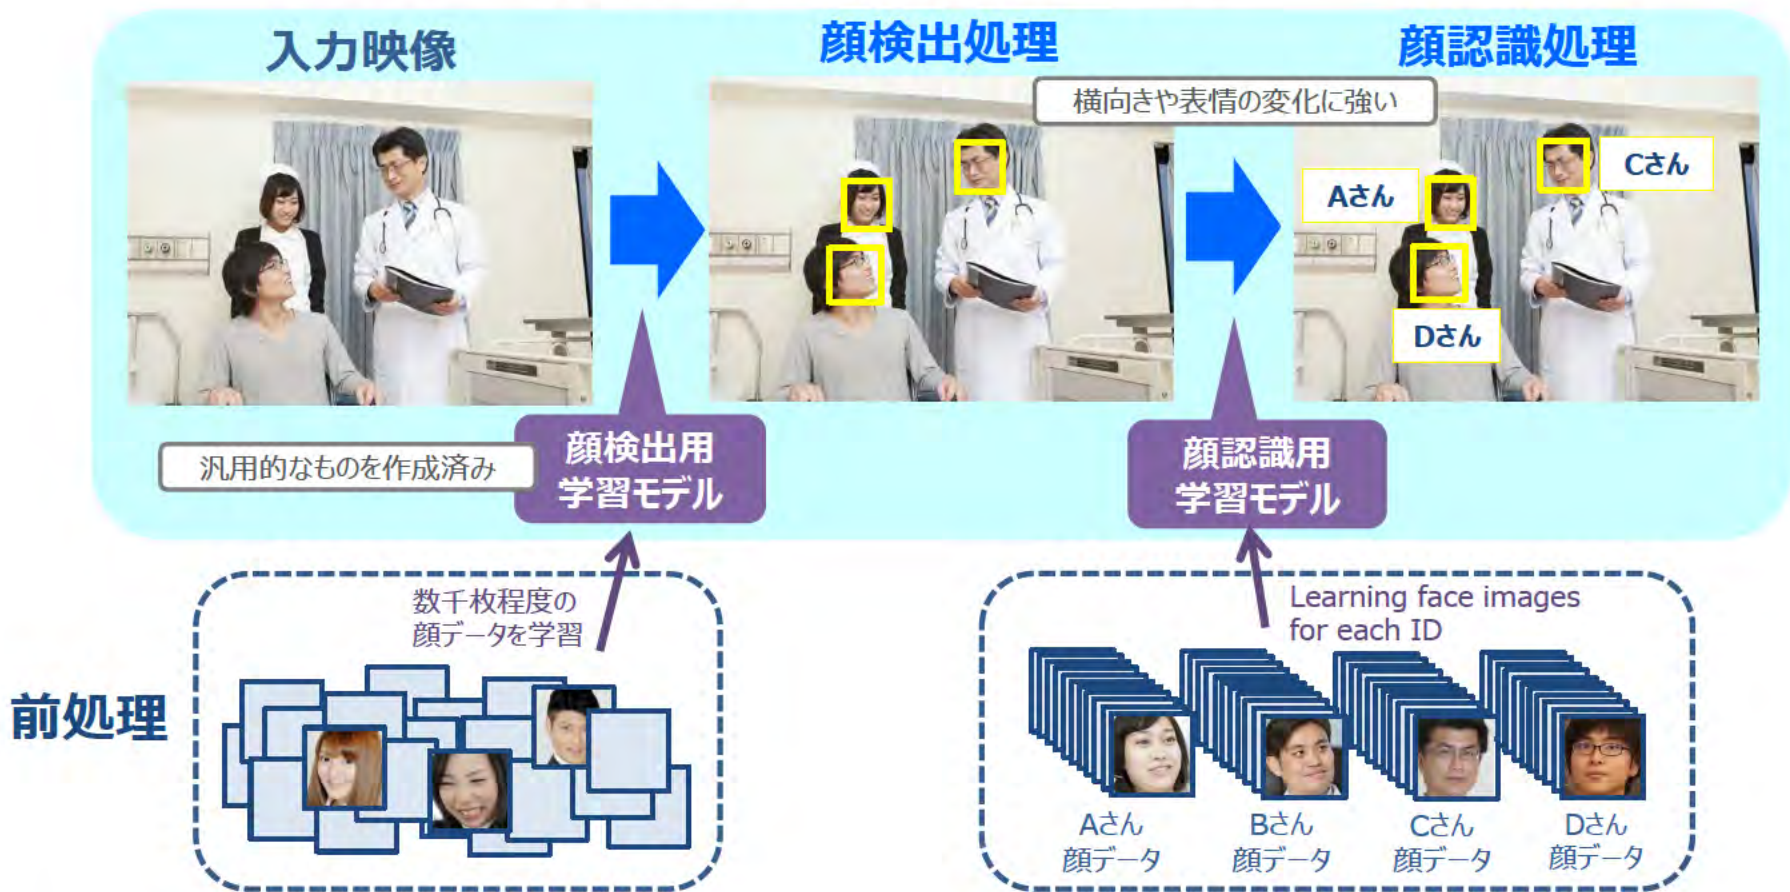 入力映像
顔検出処理
顔認識処理
横向きや表情の変化に強い
Aさん
Cさん
Dさん
汎用的なものを作成済み
顔検出用
学習モデル
顔認識用
学習モデル
数千枚程度の
顔データを学習
Learning face images
for each ID
前処理
Aさん
顔データ
Bさん
顔データ
Cさん
顔データ
Dさん
顔データ